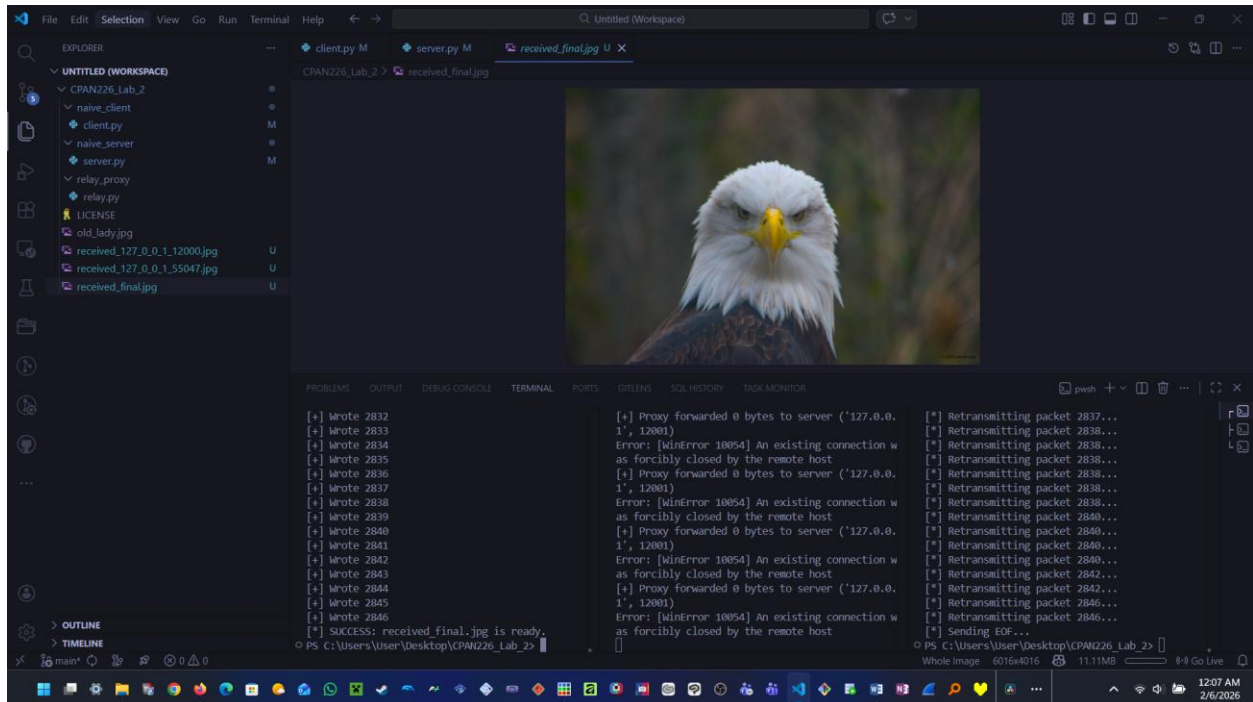 File Edit Selection View Go Run Terminal Help
Untitled (Workspace)
EXPLORER
UNTITLED (WORKSPACE)
CPAN226_Lab_2
naive_client
client.py M
naive_server
server.py M
relay_proxy
relay.py
LICENSE
old_lady.jpg
received_127_0_0_1_12000.jpg U
received_127_0_0_1_55047.jpg U
received_final.jpg U
5
OUTLINE
TIMELINE
client.py M server.py M received_final.jpg U
CPAN226_Lab_2 > received_final.jpg
PROBLEMS OUTPUT DEBUG CONSOLE TERMINAL PORTS GITLENS SQL HISTORY TASK MONITOR
pwsh
[+] Wrote 2832
[+] Wrote 2833
[+] Wrote 2834
[+] Wrote 2835
[+] Wrote 2836
[+] Wrote 2837
[+] Wrote 2838
[+] Wrote 2839
[+] Wrote 2840
[+] Wrote 2841
[+] Wrote 2842
[+] Wrote 2843
[+] Wrote 2844
[+] Wrote 2845
[+] Wrote 2846
[*] SUCCESS: received_final.jpg is ready.
PS C:\Users\User\Desktop\CPAN226_Lab_2>
[+] Proxy forwarded 0 bytes to server ('127.0.0.
1', 12001)
Error: [WinError 10054] An existing connection w
as forcibly closed by the remote host
[+] Proxy forwarded 0 bytes to server ('127.0.0.
1', 12001)
Error: [WinError 10054] An existing connection w
as forcibly closed by the remote host
[+] Proxy forwarded 0 bytes to server ('127.0.0.
1', 12001)
Error: [WinError 10054] An existing connection w
as forcibly closed by the remote host
[+] Proxy forwarded 0 bytes to server ('127.0.0.
1', 12001)
Error: [WinError 10054] An existing connection w
as forcibly closed by the remote host
[*] Retransmitting packet 2837...
[*] Retransmitting packet 2838...
[*] Retransmitting packet 2838...
[*] Retransmitting packet 2838...
[*] Retransmitting packet 2838...
[*] Retransmitting packet 2838...
[*] Retransmitting packet 2838...
[*] Retransmitting packet 2840...
[*] Retransmitting packet 2840...
[*] Retransmitting packet 2840...
[*] Retransmitting packet 2840...
[*] Retransmitting packet 2842...
[*] Retransmitting packet 2842...
[*] Retransmitting packet 2846...
[*] Retransmitting packet 2846...
[*] Sending EOF...
PS C:\Users\User\Desktop\CPAN226_Lab_2>
main* 0 0 Whole Image 6016x4016 11.11MB Go Live
12:07 AM
2/6/2026